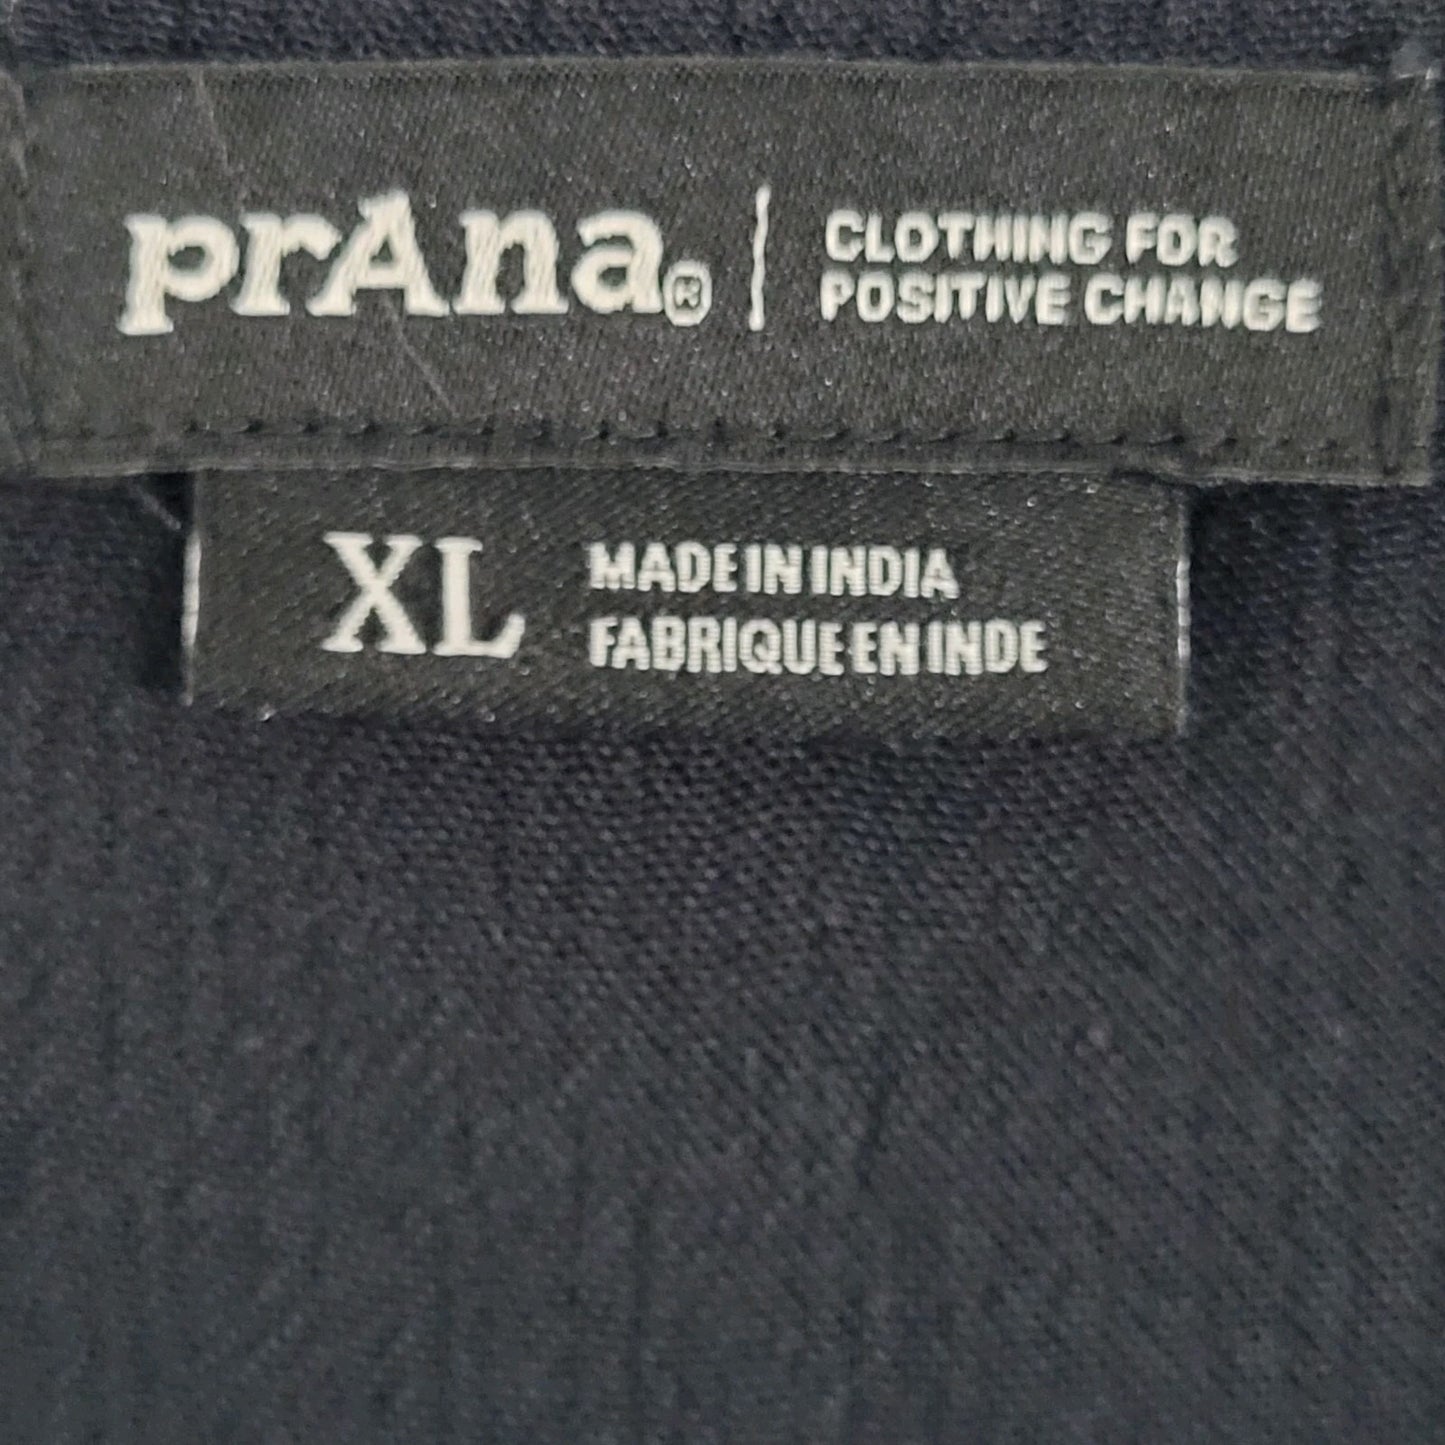 prAna® | CLOTHING FOR
POSITIVE CHANGE
XL MADE IN INDIA
FABRIQUE EN INDE